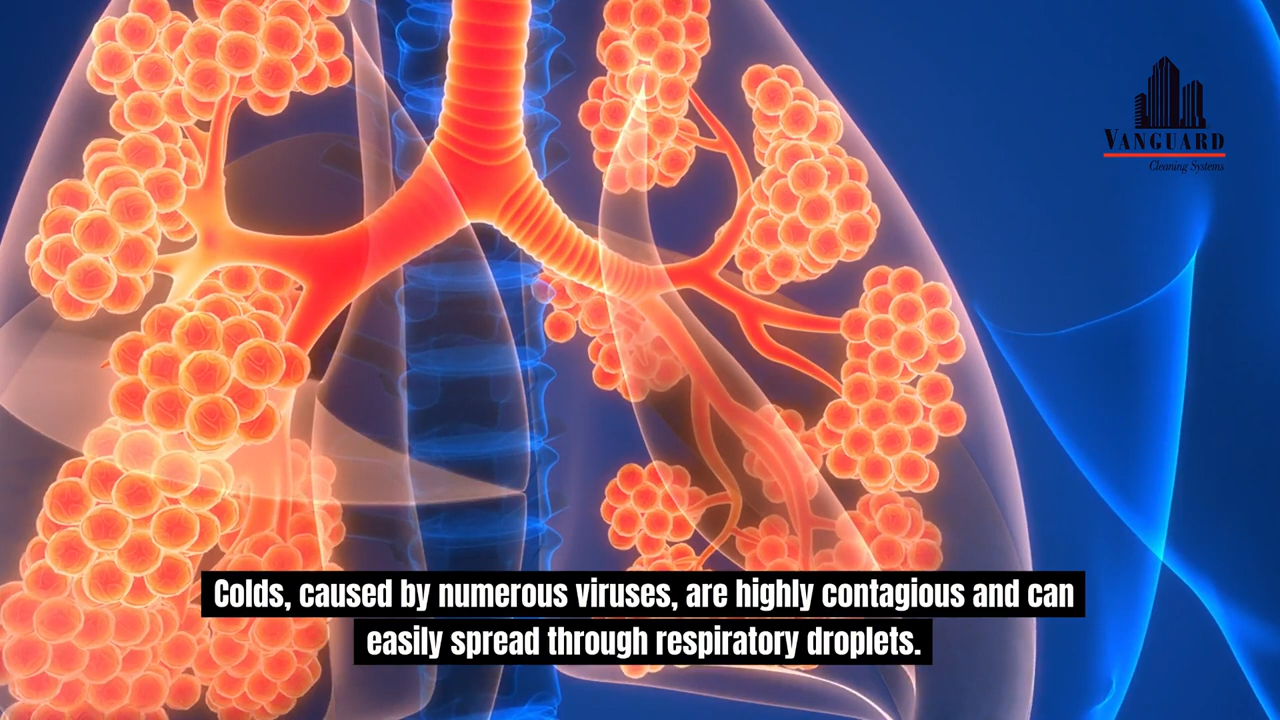 VANGUARD
Cleaning Systems
Colds, caused by numerous viruses, are highly contagious and can
easily spread through respiratory droplets.